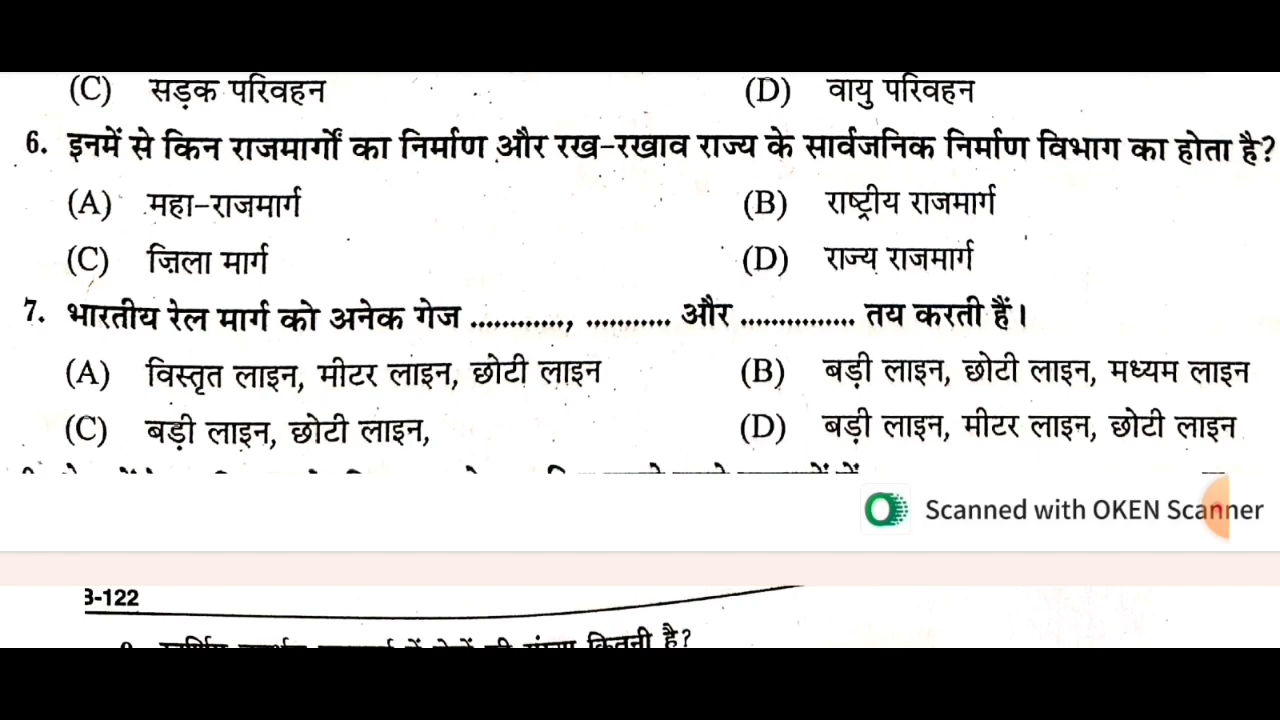 (C) सड़क परिवहन (D) वायु परिवहन
6. इनमें से किन राजमार्गों का निर्माण और रख-रखाव राज्य के सार्वजनिक निर्माण विभाग का होता है?
(A) महा-राजमार्ग (B) राष्ट्रीय राजमार्ग
(C) ज़िला मार्ग (D) राज्य राजमार्ग
7. भारतीय रेल मार्ग को अनेक गेज ............., ............ और ................ तय करती हैं।
(A) विस्तृत लाइन, मीटर लाइन, छोटी लाइन (B) बड़ी लाइन, छोटी लाइन, मध्यम लाइन
(C) बड़ी लाइन, छोटी लाइन, (D) बड़ी लाइन, मीटर लाइन, छोटी लाइन
Scanned with OKEN Scanner
3-122
कितनी है?